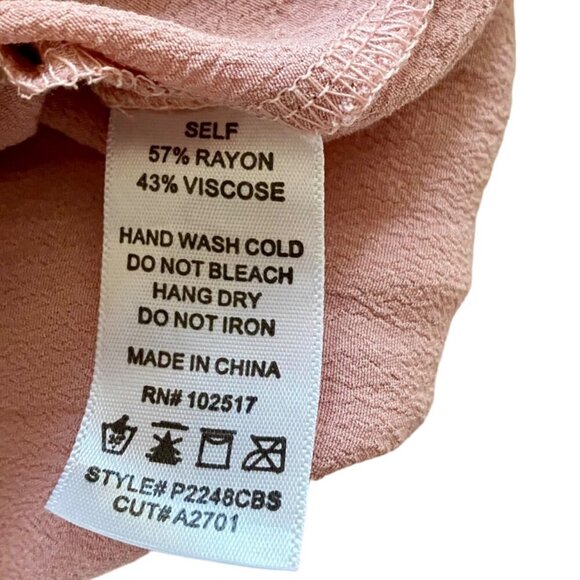 SELF
57% RAYON
43% VISCOSE
HAND WASH COLD
DO NOT BLEACH
HANG DRY
DO NOT IRON
MADE IN CHINA
RN# 102517
STYLE# P2248CBS
CUT# A2701